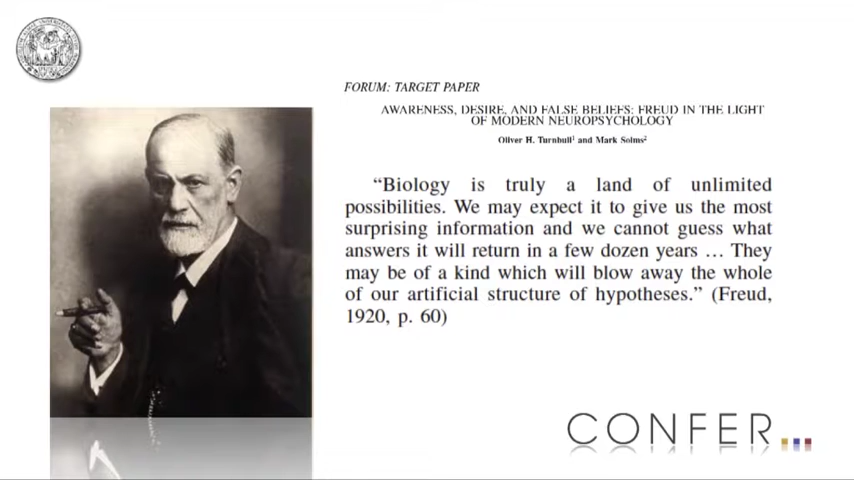 FORUM: TARGET PAPER
AWARENESS, DESIRE, AND FALSE BELIEFS: FREUD IN THE LIGHT
OF MODERN NEUROPSYCHOLOGY
Oliver H. Turnbull¹ and Mark Solms²
“Biology is truly a land of unlimited
possibilities. We may expect it to give us the most
surprising information and we cannot guess what
answers it will return in a few dozen years … They
may be of a kind which will blow away the whole
of our artificial structure of hypotheses.” (Freud,
1920, p. 60)
CONFER...